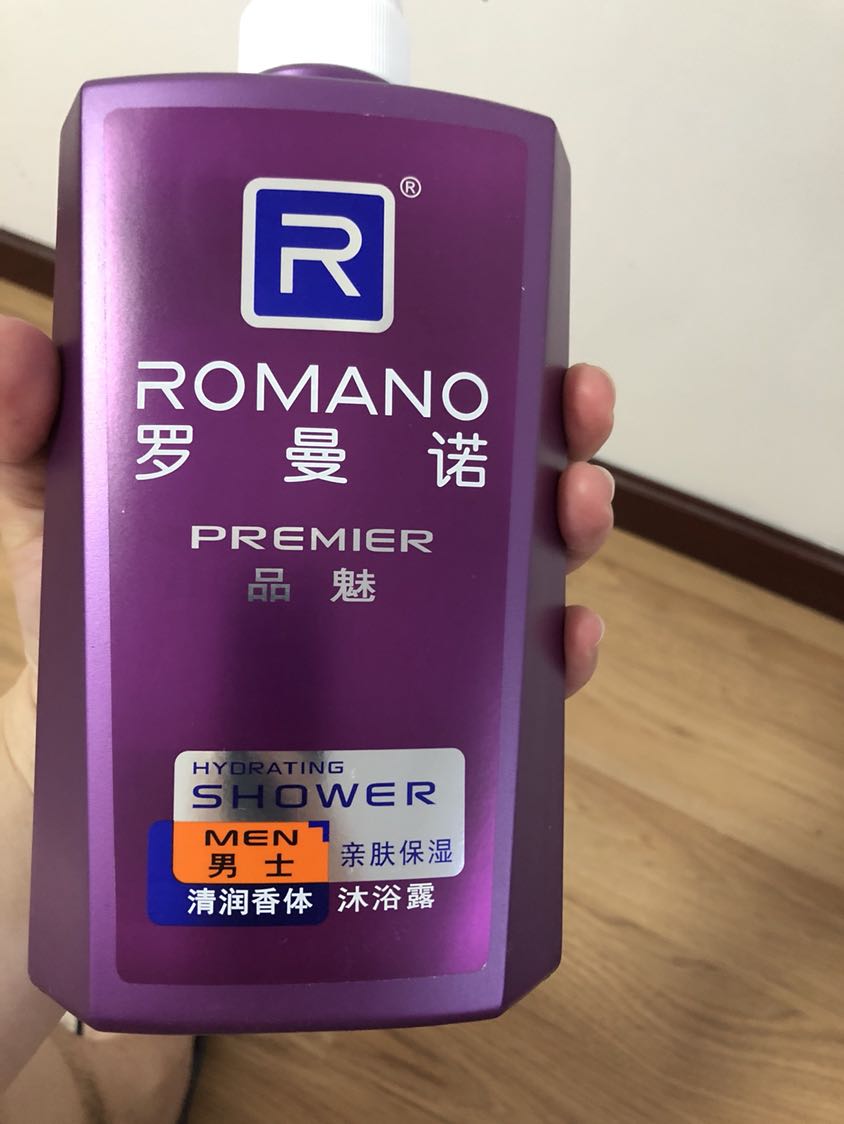 R®
ROMANO
罗曼诺
PREMIER
品魅
HYDRATING
SHOWER
MEN
男士
亲肤保湿
清润香体 沐浴露